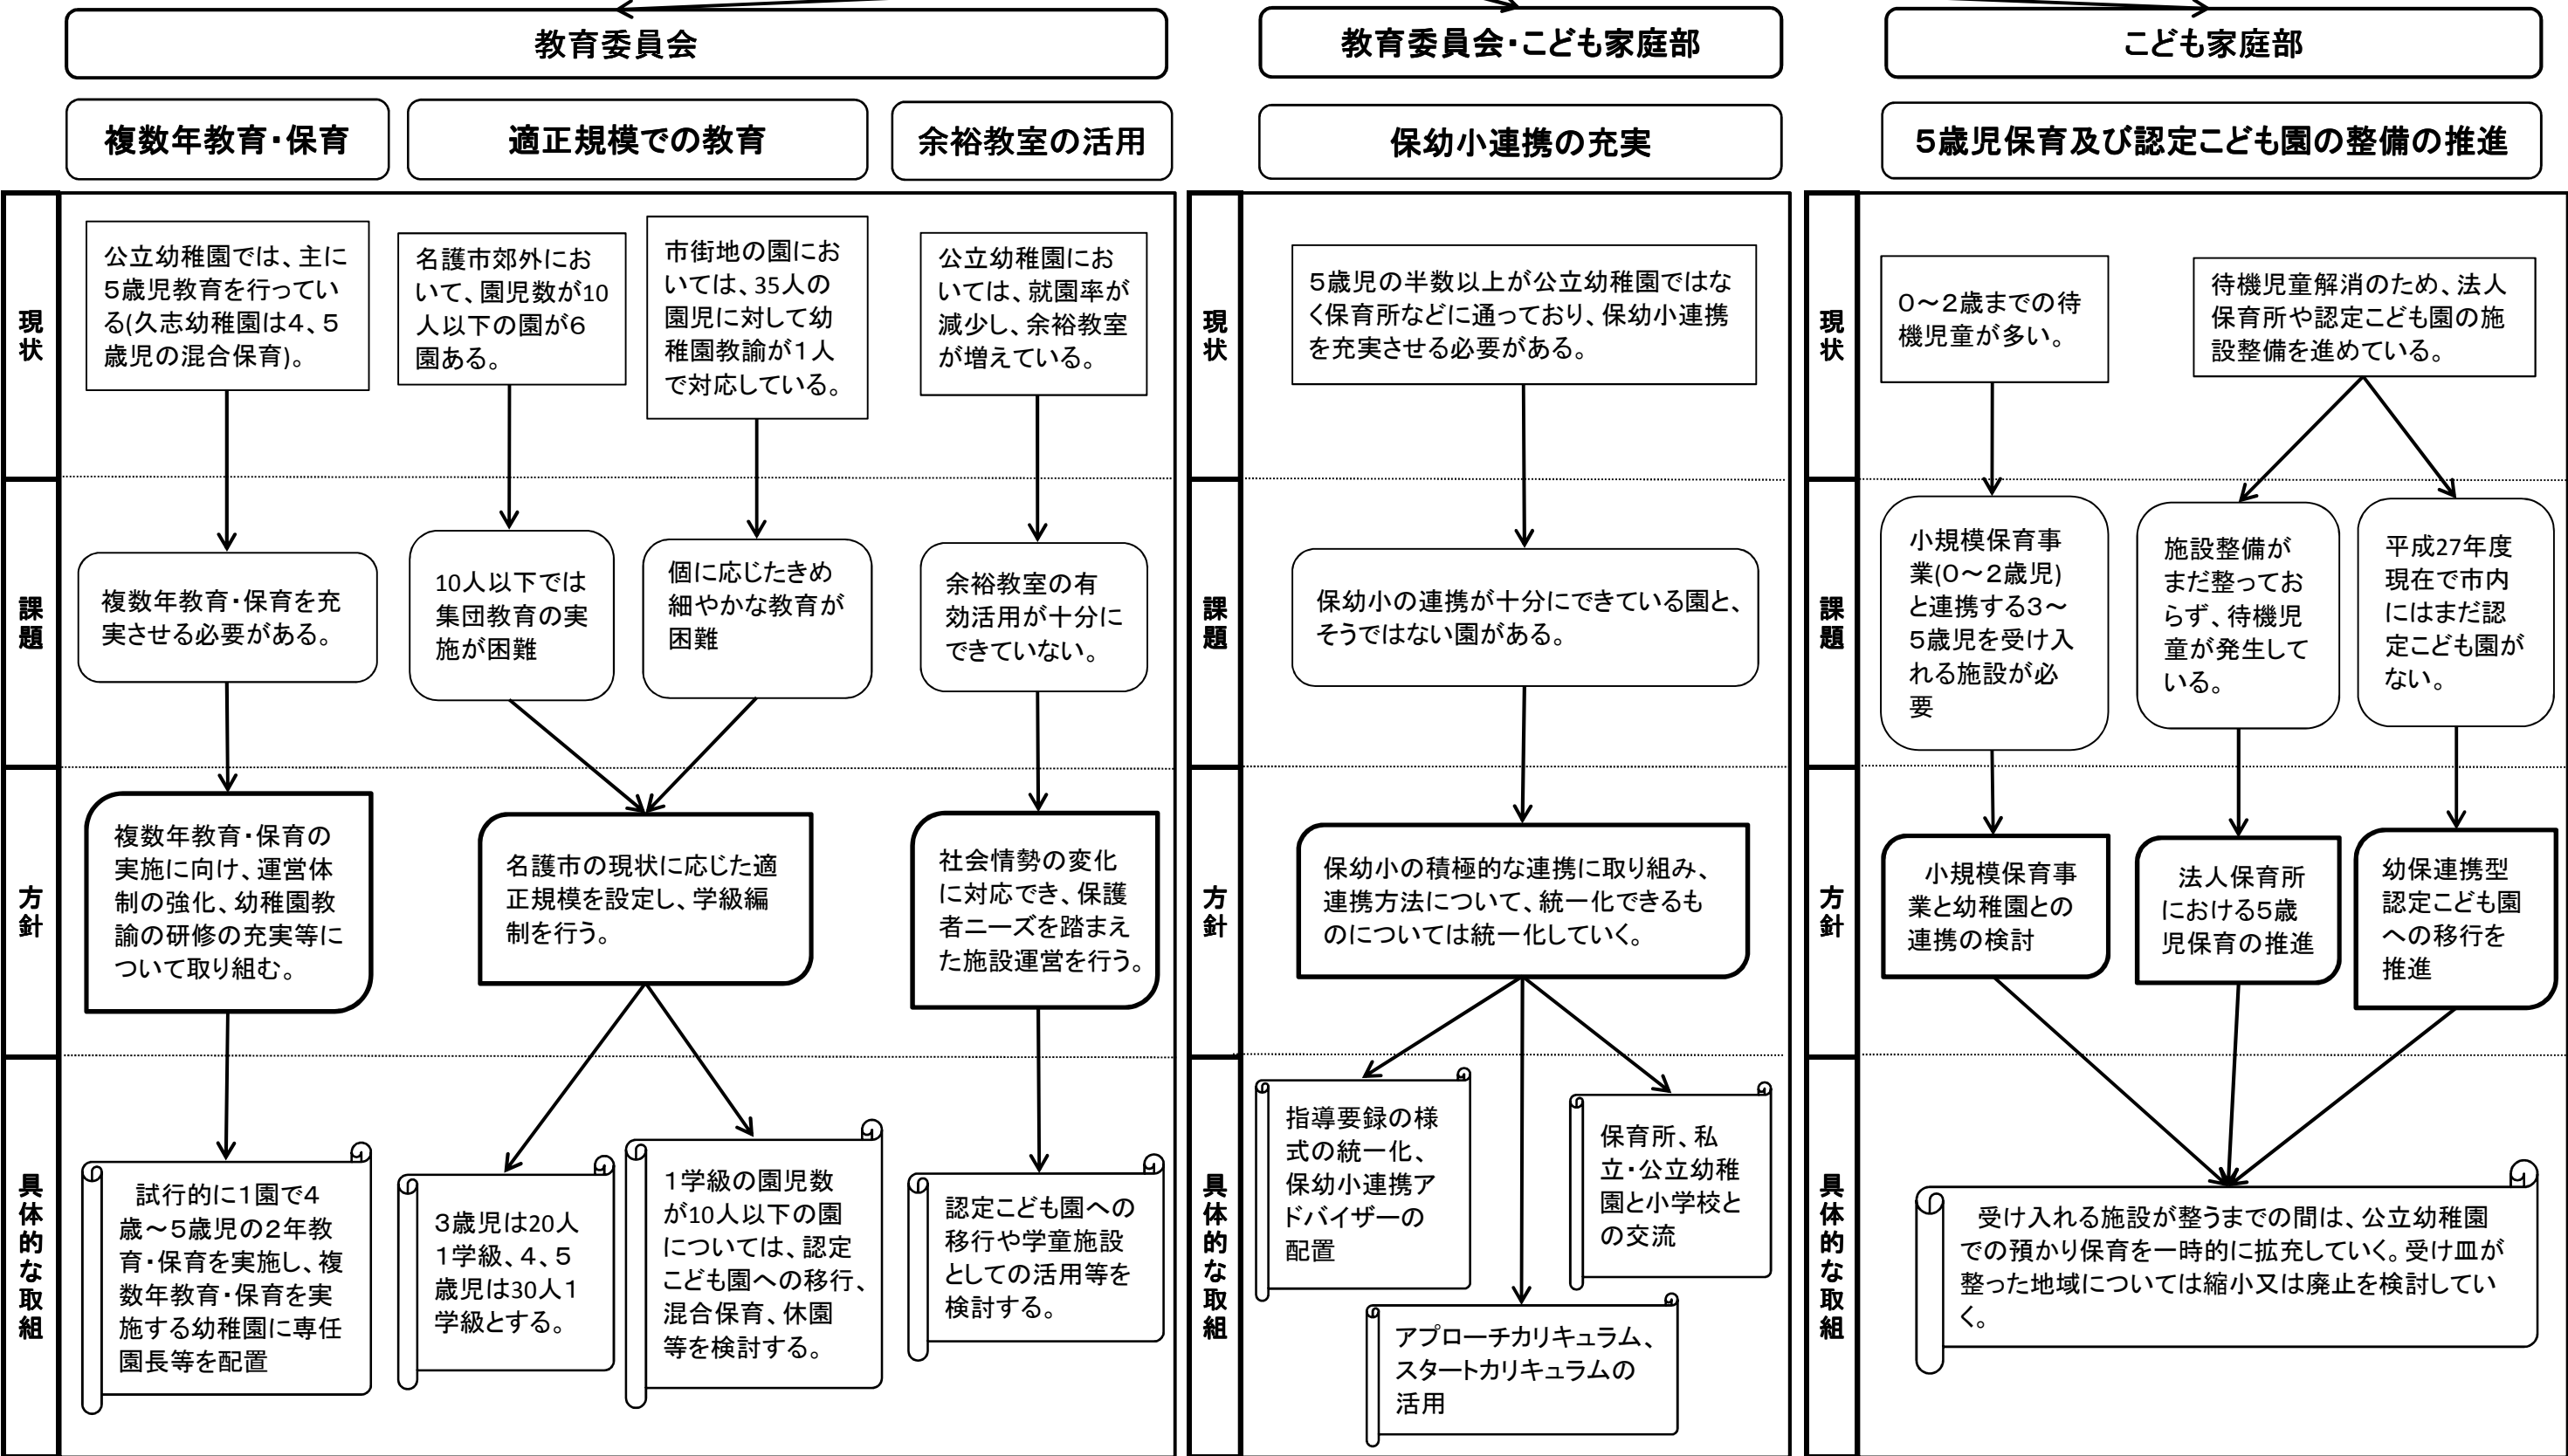 教育委員会
複数年教育・保育
適正規模での教育
余裕教室の活用
現状
公立幼稚園では、主に
５歳児教育を行ってい
る(久志幼稚園は４、５
歳児の混合保育)。
名護市郊外にお
いて、園児数が10
人以下の園が６
園ある。
市街地の園にお
いては、35人の
園児に対して幼
稚園教諭が１人
で対応している。
公立幼稚園にお
いては、就園率が
減少し、余裕教室
が増えている。
課題
複数年教育・保育を充
実させる必要がある。
10人以下では
集団教育の実
施が困難
個に応じたきめ
細やかな教育が
困難
余裕教室の有
効活用が十分に
できていない。
方針
複数年教育・保育の
実施に向け、運営体
制の強化、幼稚園教
諭の研修の充実等に
ついて取り組む。
名護市の現状に応じた適
正規模を設定し、学級編
制を行う。
社会情勢の変化
に対応でき、保護
者ニーズを踏まえ
た施設運営を行う。
具体的な取組
試行的に１園で４
歳～５歳児の２年教
育・保育を実施し、複
数年教育・保育を実
施する幼稚園に専任
園長等を配置
３歳児は20人
１学級、４、５
歳児は30人１
学級とする。
１学級の園児数
が10人以下の園
については、認定
こども園への移行、
混合保育、休園
等を検討する。
認定こども園への
移行や学童施設
としての活用等を
検討する。
教育委員会・こども家庭部
保幼小連携の充実
現状
５歳児の半数以上が公立幼稚園ではな
く保育所などに通っており、保幼小連携
を充実させる必要がある。
課題
保幼小の連携が十分にできている園と、
そうではない園がある。
方針
保幼小の積極的な連携に取り組み、
連携方法について、統一化できるも
のについては統一化していく。
具体的な取組
指導要録の様
式の統一化、
保幼小連携ア
ドバイザーの
配置
保育所、私
立・公立幼稚
園と小学校と
の交流
アプローチカリキュラム、
スタートカリキュラムの
活用
こども家庭部
５歳児保育及び認定こども園の整備の推進
現状
０～２歳までの待
機児童が多い。
待機児童解消のため、法人
保育所や認定こども園の施
設整備を進めている。
課題
小規模保育事
業(０～２歳児)
と連携する３～
５歳児を受け入
れる施設が必
要
施設整備が
まだ整ってお
らず、待機児
童が発生して
いる。
平成27年度
現在で市内
にはまだ認
定こども園が
ない。
方針
小規模保育事
業と幼稚園との
連携の検討
法人保育所
における５歳
児保育の推進
幼保連携型
認定こども園
への移行を
推進
具体的な取組
受け入れる施設が整うまでの間は、公立幼稚園
での預かり保育を一時的に拡充していく。受け皿が
整った地域については縮小又は廃止を検討してい
く。